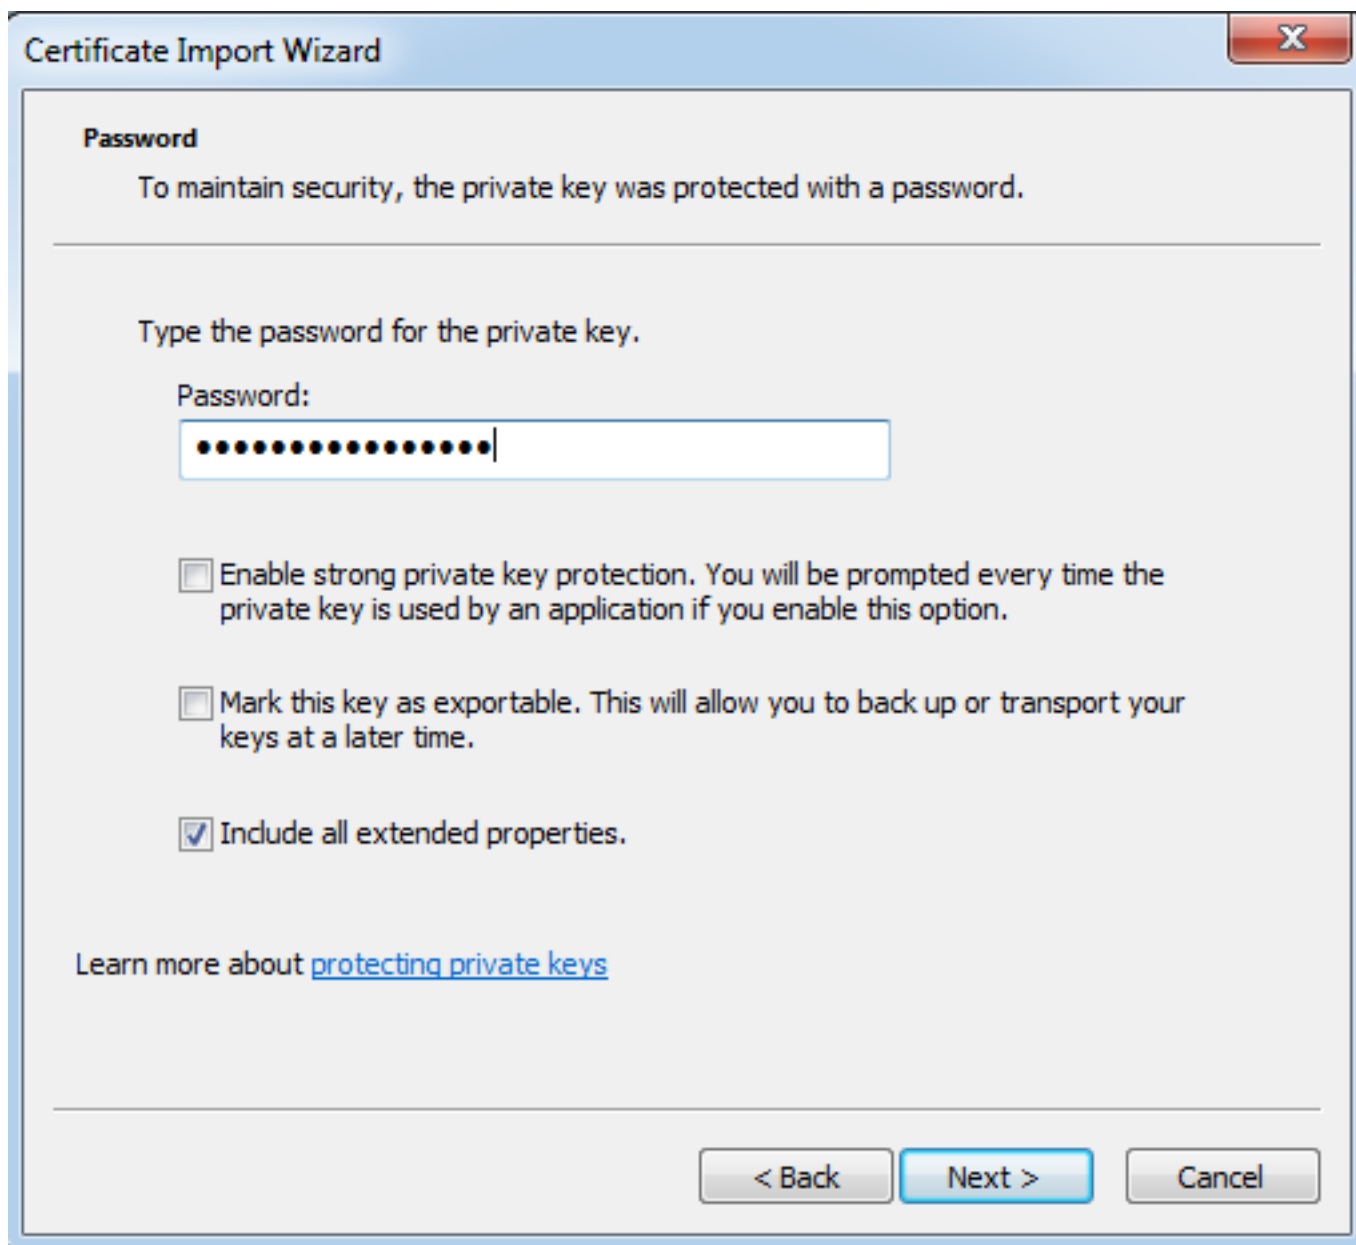 Certificate Import Wizard
Password
To maintain security, the private key was protected with a password.
Type the password for the private key.
Password:
●●●●●●●●●●●●●●●●
Enable strong private key protection. You will be prompted every time the
private key is used by an application if you enable this option.
Mark this key as exportable. This will allow you to back up or transport your
keys at a later time.
Include all extended properties.
Learn more about protecting private keys
< Back Next > Cancel